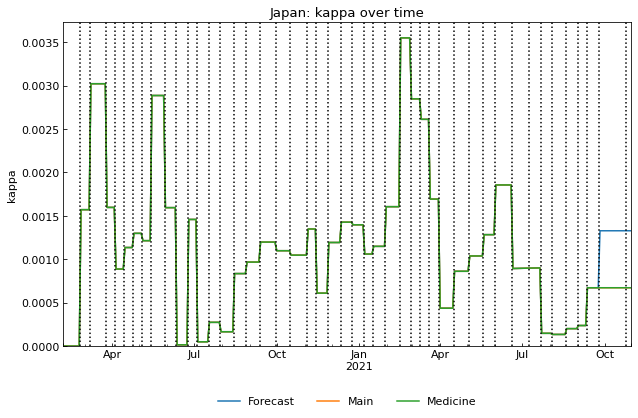 Japan: kappa over time
kappa
0.0035
0.0030
0.0025
0.0020
0.0015
0.0010
0.0005
0.0000
Apr Jul Oct Jan Apr Jul Oct
2021
Forecast Main Medicine